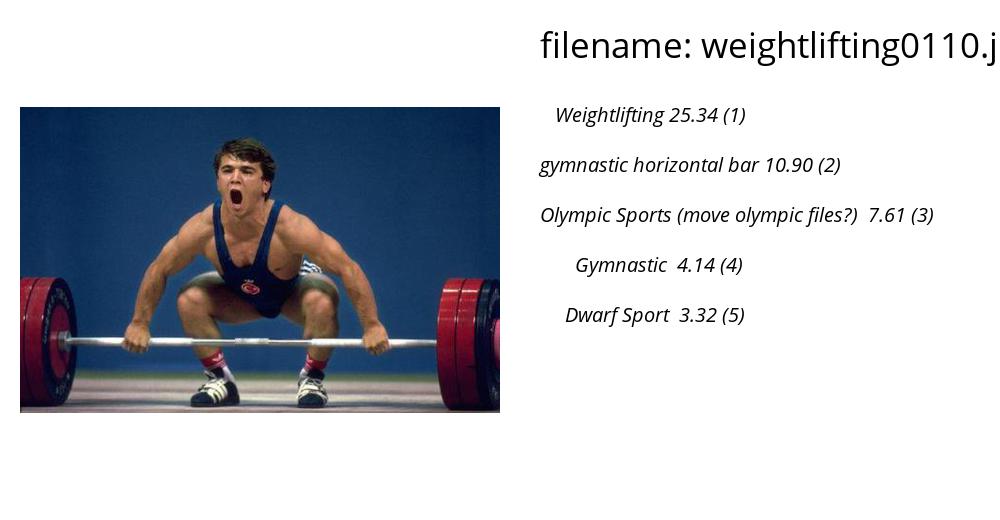 filename: weightlifting0110.j
Weightlifting 25.34 (1)
gymnastic horizontal bar 10.90 (2)
Olympic Sports (move olympic files?) 7.61 (3)
Gymnastic 4.14 (4)
Dwarf Sport 3.32 (5)